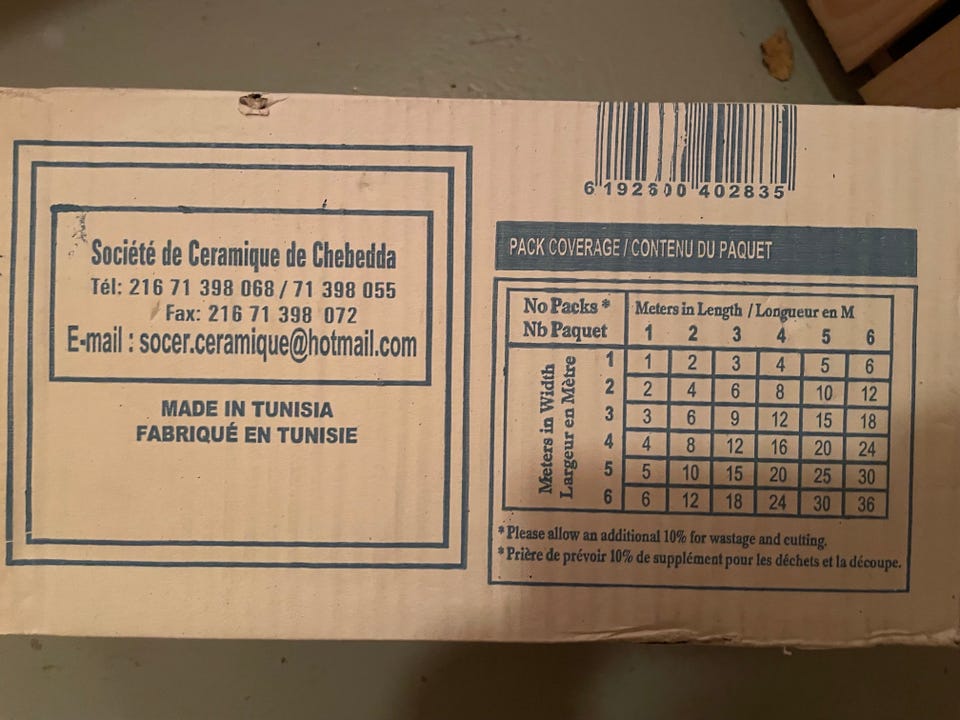 Société de Ceramique de Chebedda
Tél: 216 71 398 068 / 71 398 055
Fax: 216 71 398 072
E-mail : socer.ceramique@hotmail.com
MADE IN TUNISIA
FABRIQUÉ EN TUNISIE
6 192600 402835
PACK COVERAGE / CONTENU DU PAQUET
No Packs *
Nb Paquet
Meters in Length / Longueur en M
1 2 3 4 5 6
Meters in Width
Largeur en Mètre
1 1 2 3 4 5 6
2 2 4 6 8 10 12
3 3 6 9 12 15 18
4 4 8 12 16 20 24
5 5 10 15 20 25 30
6 6 12 18 24 30 36
* Please allow an additional 10% for wastage and cutting.
* Prière de prévoir 10% de supplément pour les déchets et la découpe.